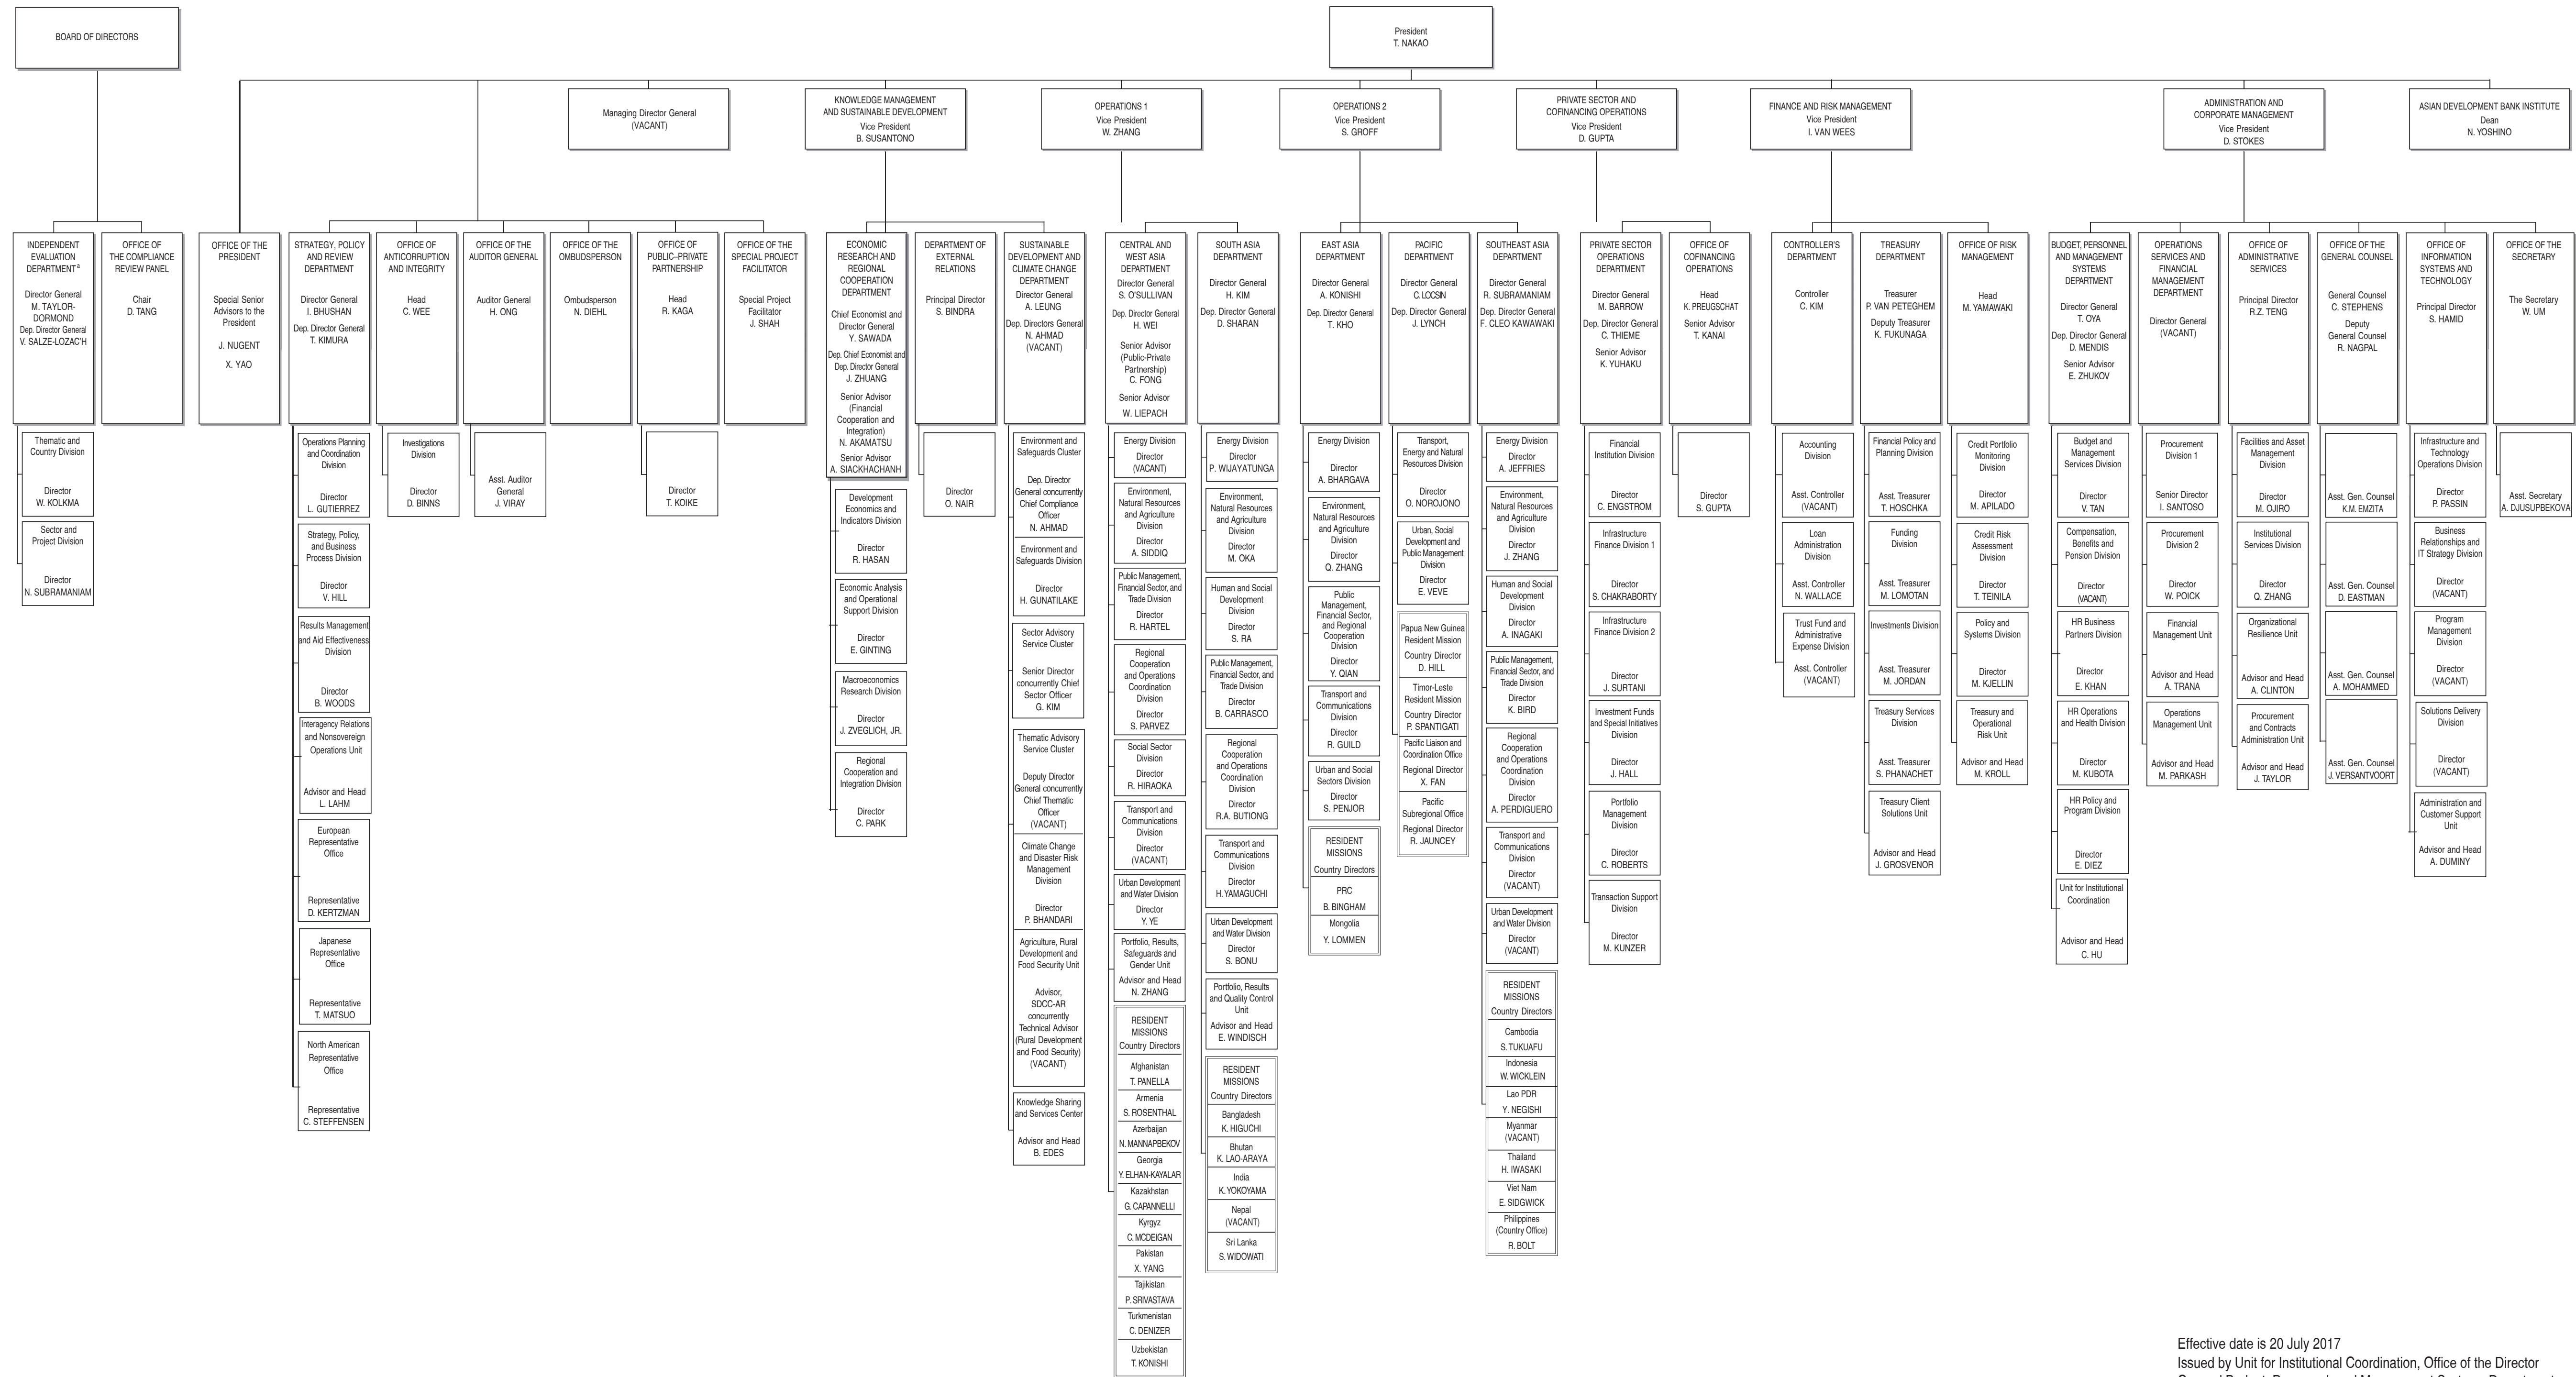 BOARD OF DIRECTORS
President
T. NAKAO
Managing Director General
(VACANT)
KNOWLEDGE MANAGEMENT
AND SUSTAINABLE DEVELOPMENT
Vice President
B. SUSANTONO
OPERATIONS 1
Vice President
W. ZHANG
OPERATIONS 2
Vice President
S. GROFF
PRIVATE SECTOR AND
COFINANCING OPERATIONS
Vice President
D. GUPTA
FINANCE AND RISK MANAGEMENT
Vice President
I. VAN WEES
ADMINISTRATION AND
CORPORATE MANAGEMENT
Vice President
D. STOKES
ASIAN DEVELOPMENT BANK INSTITUTE
Dean
N. YOSHINO
INDEPENDENT
EVALUATION
DEPARTMENT a
Director General
M. TAYLOR-
DORMOND
Dep. Director General
V. SALZE-LOZAC'H
Thematic and
Country Division
Director
W. KOLKMA
Sector and
Project Division
Director
N. SUBRAMANIAM
OFFICE OF
THE COMPLIANCE
REVIEW PANEL
Chair
D. TANG
OFFICE OF THE
PRESIDENT
Special Senior
Advisors to the
President
J. NUGENT
X. YAO
STRATEGY, POLICY
AND REVIEW
DEPARTMENT
Director General
I. BHUSHAN
Dep. Director General
T. KIMURA
Operations Planning
and Coordination
Division
Director
L. GUTIERREZ
Strategy, Policy,
and Business
Process Division
Director
V. HILL
Results Management
and Aid Effectiveness
Division
Director
B. WOODS
Interagency Relations
and Nonsovereign
Operations Unit
Advisor and Head
L. LAHM
European
Representative
Office
Representative
D. KERTZMAN
Japanese
Representative
Office
Representative
T. MATSUO
North American
Representative
Office
Representative
C. STEFFENSEN
OFFICE OF
ANTICORRUPTION
AND INTEGRITY
Head
C. WEE
Investigations
Division
Director
D. BINNS
OFFICE OF THE
AUDITOR GENERAL
Auditor General
H. ONG
Asst. Auditor
General
J. VIRAY
OFFICE OF THE
OMBUDSPERSON
Ombudsperson
N. DIEHL
OFFICE OF
PUBLIC–PRIVATE
PARTNERSHIP
Head
R. KAGA
Director
T. KOIKE
OFFICE OF THE
SPECIAL PROJECT
FACILITATOR
Special Project
Facilitator
J. SHAH
ECONOMIC
RESEARCH AND
REGIONAL
COOPERATION
DEPARTMENT
Chief Economist and
Director General
Y. SAWADA
Dep. Chief Economist and
Dep. Director General
J. ZHUANG
Senior Advisor
(Financial
Cooperation and
Integration)
N. AKAMATSU
Senior Advisor
A. SIACKHACHANH
Development
Economics and
Indicators Division
Director
R. HASAN
Economic Analysis
and Operational
Support Division
Director
E. GINTING
Macroeconomics
Research Division
Director
J. ZVEGLICH, JR.
Regional
Cooperation and
Integration Division
Director
C. PARK
DEPARTMENT OF
EXTERNAL
RELATIONS
Principal Director
S. BINDRA
Director
O. NAIR
SUSTAINABLE
DEVELOPMENT AND
CLIMATE CHANGE
DEPARTMENT
Director General
A. LEUNG
Dep. Directors General
N. AHMAD
(VACANT)
Environment and
Safeguards Cluster
Dep. Director
General concurrently
Chief Compliance
Officer
N. AHMAD
Environment and
Safeguards Division
Director
H. GUNATILAKE
Sector Advisory
Service Cluster
Senior Director
concurrently Chief
Sector Officer
G. KIM
Thematic Advisory
Service Cluster
Deputy Director
General concurrently
Chief Thematic
Officer
(VACANT)
Climate Change
and Disaster Risk
Management
Division
Director
P. BHANDARI
Agriculture, Rural
Development and
Food Security Unit
Advisor,
SDCC-AR
concurrently
Technical Advisor
(Rural Development
and Food Security)
(VACANT)
Knowledge Sharing
and Services Center
Advisor and Head
B. EDES
CENTRAL AND
WEST ASIA
DEPARTMENT
Director General
S. O'SULLIVAN
Dep. Director General
H. WEI
Senior Advisor
(Public-Private
Partnership)
C. FONG
Senior Advisor
W. LIEPACH
Energy Division
Director
(VACANT)
Environment,
Natural Resources
and Agriculture
Division
Director
A. SIDDIQ
Public Management,
Financial Sector, and
Trade Division
Director
R. HARTEL
Regional
Cooperation
and Operations
Coordination
Division
Director
S. PARVEZ
Social Sector
Division
Director
R. HIRAOKA
Transport and
Communications
Division
Director
(VACANT)
Urban Development
and Water Division
Director
Y. YE
Portfolio, Results,
Safeguards and
Gender Unit
Advisor and Head
N. ZHANG
RESIDENT
MISSIONS
Country Directors
Afghanistan
T. PANELLA
Armenia
S. ROSENTHAL
Azerbaijan
N. MANNAPBEKOV
Georgia
Y. ELHAN-KAYALAR
Kazakhstan
G. CAPANNELLI
Kyrgyz
C. MCDEIGAN
Pakistan
X. YANG
Tajikistan
P. SRIVASTAVA
Turkmenistan
C. DENIZER
Uzbekistan
T. KONISHI
SOUTH ASIA
DEPARTMENT
Director General
H. KIM
Dep. Director General
D. SHARAN
Energy Division
Director
P. WIJAYATUNGA
Environment,
Natural Resources
and Agriculture
Division
Director
M. OKA
Human and Social
Development
Division
Director
S. RA
Public Management,
Financial Sector, and
Trade Division
Director
B. CARRASCO
Regional
Cooperation
and Operations
Coordination
Division
Director
R.A. BUTIONG
Transport and
Communications
Division
Director
H. YAMAGUCHI
Urban Development
and Water Division
Director
S. BONU
Portfolio, Results
and Quality Control
Unit
Advisor and Head
E. WINDISCH
RESIDENT
MISSIONS
Country Directors
Bangladesh
K. HIGUCHI
Bhutan
K. LAO-ARAYA
India
K. YOKOYAMA
Nepal
(VACANT)
Sri Lanka
S. WIDOWATI
EAST ASIA
DEPARTMENT
Director General
A. KONISHI
Dep. Director General
T. KHO
Energy Division
Director
A. BHARGAVA
Environment,
Natural Resources
and Agriculture
Division
Director
Q. ZHANG
Public
Management,
Financial Sector,
and Regional
Cooperation
Division
Director
Y. QIAN
Transport and
Communications
Division
Director
R. GUILD
Urban and Social
Sectors Division
Director
S. PENJOR
RESIDENT
MISSIONS
Country Directors
PRC
B. BINGHAM
Mongolia
Y. LOMMEN
PACIFIC
DEPARTMENT
Director General
C. LOCSIN
Dep. Director General
J. LYNCH
Transport,
Energy and Natural
Resources Division
Director
O. NOROJONO
Urban, Social
Development and
Public Management
Division
Director
E. VEVE
Papua New Guinea
Resident Mission
Country Director
D. HILL
Timor-Leste
Resident Mission
Country Director
P. SPANTIGATI
Pacific Liaison and
Coordination Office
Regional Director
X. FAN
Pacific
Subregional Office
Regional Director
R. JAUNCEY
SOUTHEAST ASIA
DEPARTMENT
Director General
R. SUBRAMANIAM
Dep. Director General
F. CLEO KAWAWAKI
Energy Division
Director
A. JEFFRIES
Environment,
Natural Resources
and Agriculture
Division
Director
J. ZHANG
Human and Social
Development
Division
Director
A. INAGAKI
Public Management,
Financial Sector, and
Trade Division
Director
K. BIRD
Regional
Cooperation
and Operations
Coordination
Division
Director
A. PERDIGUERO
Transport and
Communications
Division
Director
(VACANT)
Urban Development
and Water Division
Director
(VACANT)
RESIDENT
MISSIONS
Country Directors
Cambodia
S. TUKUAFU
Indonesia
W. WICKLEIN
Lao PDR
Y. NEGISHI
Myanmar
(VACANT)
Thailand
H. IWASAKI
Viet Nam
E. SIDGWICK
Philippines
(Country Office)
R. BOLT
PRIVATE SECTOR
OPERATIONS
DEPARTMENT
Director General
M. BARROW
Dep. Director General
C. THIEME
Senior Advisor
K. YUHAKU
Financial
Institution Division
Director
C. ENGSTROM
Infrastructure
Finance Division 1
Director
S. CHAKRABORTY
Infrastructure
Finance Division 2
Director
J. SURTANI
Investment Funds
and Special Initiatives
Division
Director
J. HALL
Portfolio
Management
Division
Director
C. ROBERTS
Transaction Support
Division
Director
M. KUNZER
OFFICE OF
COFINANCING
OPERATIONS
Head
K. PREUGSCHAT
Senior Advisor
T. KANAI
Director
S. GUPTA
CONTROLLER'S
DEPARTMENT
Controller
C. KIM
Accounting
Division
Asst. Controller
(VACANT)
Loan
Administration
Division
Asst. Controller
N. WALLACE
Trust Fund and
Administrative
Expense Division
Asst. Controller
(VACANT)
TREASURY
DEPARTMENT
Treasurer
P. VAN PETEGHEM
Deputy Treasurer
K. FUKUNAGA
Financial Policy and
Planning Division
Asst. Treasurer
T. HOSCHKA
Funding
Division
Asst. Treasurer
M. LOMOTAN
Investments Division
Asst. Treasurer
M. JORDAN
Treasury Services
Division
Asst. Treasurer
S. PHANACHET
Treasury Client
Solutions Unit
Advisor and Head
J. GROSVENOR
OFFICE OF RISK
MANAGEMENT
Head
M. YAMAWAKI
Credit Portfolio
Monitoring
Division
Director
M. APILADO
Credit Risk
Assessment
Division
Director
T. TEINILA
Policy and
Systems Division
Director
M. KJELLIN
Treasury and
Operational
Risk Unit
Advisor and Head
M. KROLL
BUDGET, PERSONNEL
AND MANAGEMENT
SYSTEMS
DEPARTMENT
Director General
T. OYA
Dep. Director General
D. MENDIS
Senior Advisor
E. ZHUKOV
Budget and
Management
Services Division
Director
V. TAN
Compensation,
Benefits and
Pension Division
Director
(VACANT)
HR Business
Partners Division
Director
E. KHAN
HR Operations
and Health Division
Director
M. KUBOTA
HR Policy and
Program Division
Director
E. DIEZ
Unit for Institutional
Coordination
Advisor and Head
C. HU
OPERATIONS
SERVICES AND
FINANCIAL
MANAGEMENT
DEPARTMENT
Director General
(VACANT)
Procurement
Division 1
Senior Director
I. SANTOSO
Procurement
Division 2
Director
W. POICK
Financial
Management Unit
Advisor and Head
A. TRANA
Operations
Management Unit
Advisor and Head
M. PARKASH
OFFICE OF
ADMINISTRATIVE
SERVICES
Principal Director
R.Z. TENG
Facilities and Asset
Management
Division
Director
M. OJIRO
Institutional
Services Division
Director
Q. ZHANG
Organizational
Resilience Unit
Advisor and Head
A. CLINTON
Procurement
and Contracts
Administration Unit
Advisor and Head
J. TAYLOR
OFFICE OF THE
GENERAL COUNSEL
General Counsel
C. STEPHENS
Deputy
General Counsel
R. NAGPAL
Asst. Gen. Counsel
K.M. EMZITA
Asst. Gen. Counsel
D. EASTMAN
Asst. Gen. Counsel
A. MOHAMMED
Asst. Gen. Counsel
J. VERSANTVOORT
OFFICE OF
INFORMATION
SYSTEMS AND
TECHNOLOGY
Principal Director
S. HAMID
Infrastructure and
Technology
Operations Division
Director
P. PASSIN
Business
Relationships and
IT Strategy Division
Director
(VACANT)
Program
Management
Division
Director
(VACANT)
Solutions Delivery
Division
Director
(VACANT)
Administration and
Customer Support
Unit
Advisor and Head
A. DUMINY
OFFICE OF THE
SECRETARY
The Secretary
W. UM
Asst. Secretary
A. DJUSUPBEKOVA
Effective date is 20 July 2017
Issued by Unit for Institutional Coordination, Office of the Director